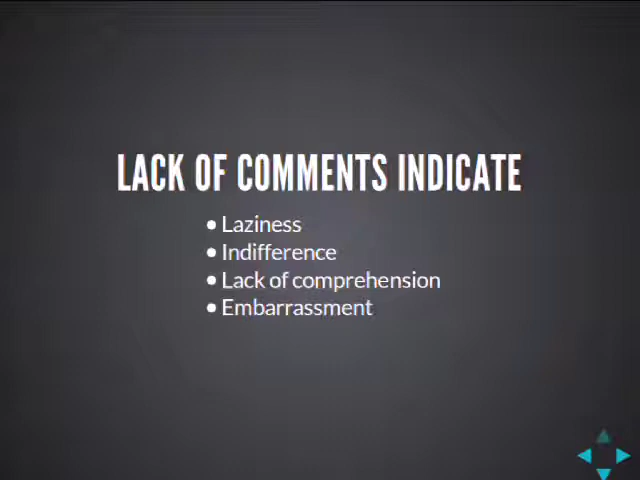 LACK OF COMMENTS INDICATE
• Laziness
• Indifference
• Lack of comprehension
• Embarrassment